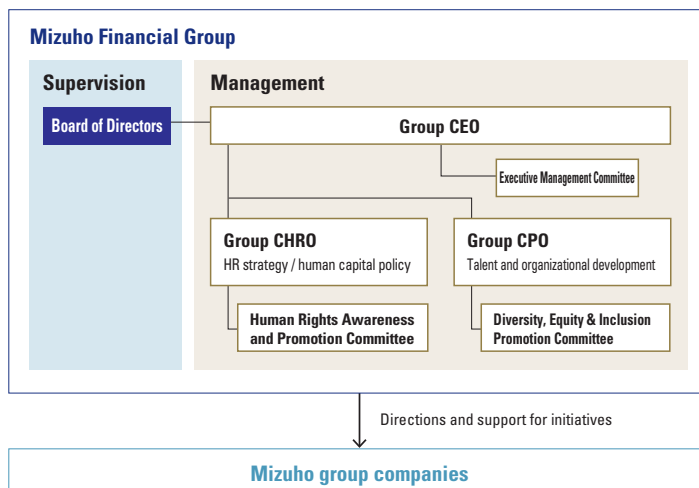 Mizuho Financial Group
Supervision
Management
Board of Directors
Group CEO
Executive Management Committee
Group CHRO
HR strategy / human capital policy
Group CPO
Talent and organizational development
Human Rights Awareness
and Promotion Committee
Diversity, Equity & Inclusion
Promotion Committee
Directions and support for initiatives
Mizuho group companies